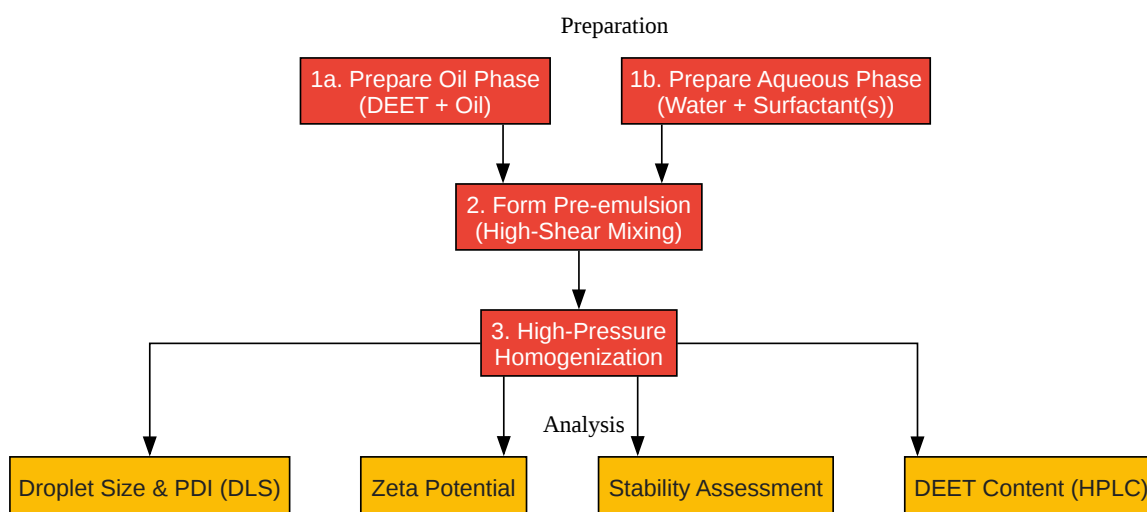 Preparation
1a. Prepare Oil Phase
(DEET + Oil)
1b. Prepare Aqueous Phase
(Water + Surfactant(s))
2. Form Pre-emulsion
(High-Shear Mixing)
3. High-Pressure
Homogenization
Analysis
Droplet Size & PDI (DLS)
Zeta Potential
Stability Assessment
DEET Content (HPLC)